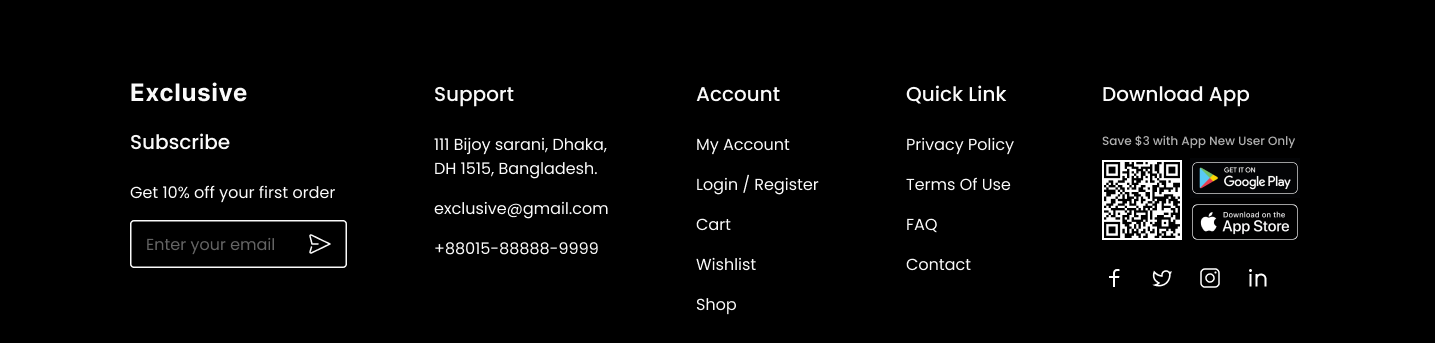 Exclusive
Subscribe
Get 10% off your first order
Enter your email
Support
111 Bijoy sarani, Dhaka,
DH 1515, Bangladesh.
exclusive@gmail.com
+88015-88888-9999
Account
My Account
Login / Register
Cart
Wishlist
Shop
Quick Link
Privacy Policy
Terms Of Use
FAQ
Contact
Download App
Save $3 with App New User Only
GET IT ON
Google Play
Download on the
App Store